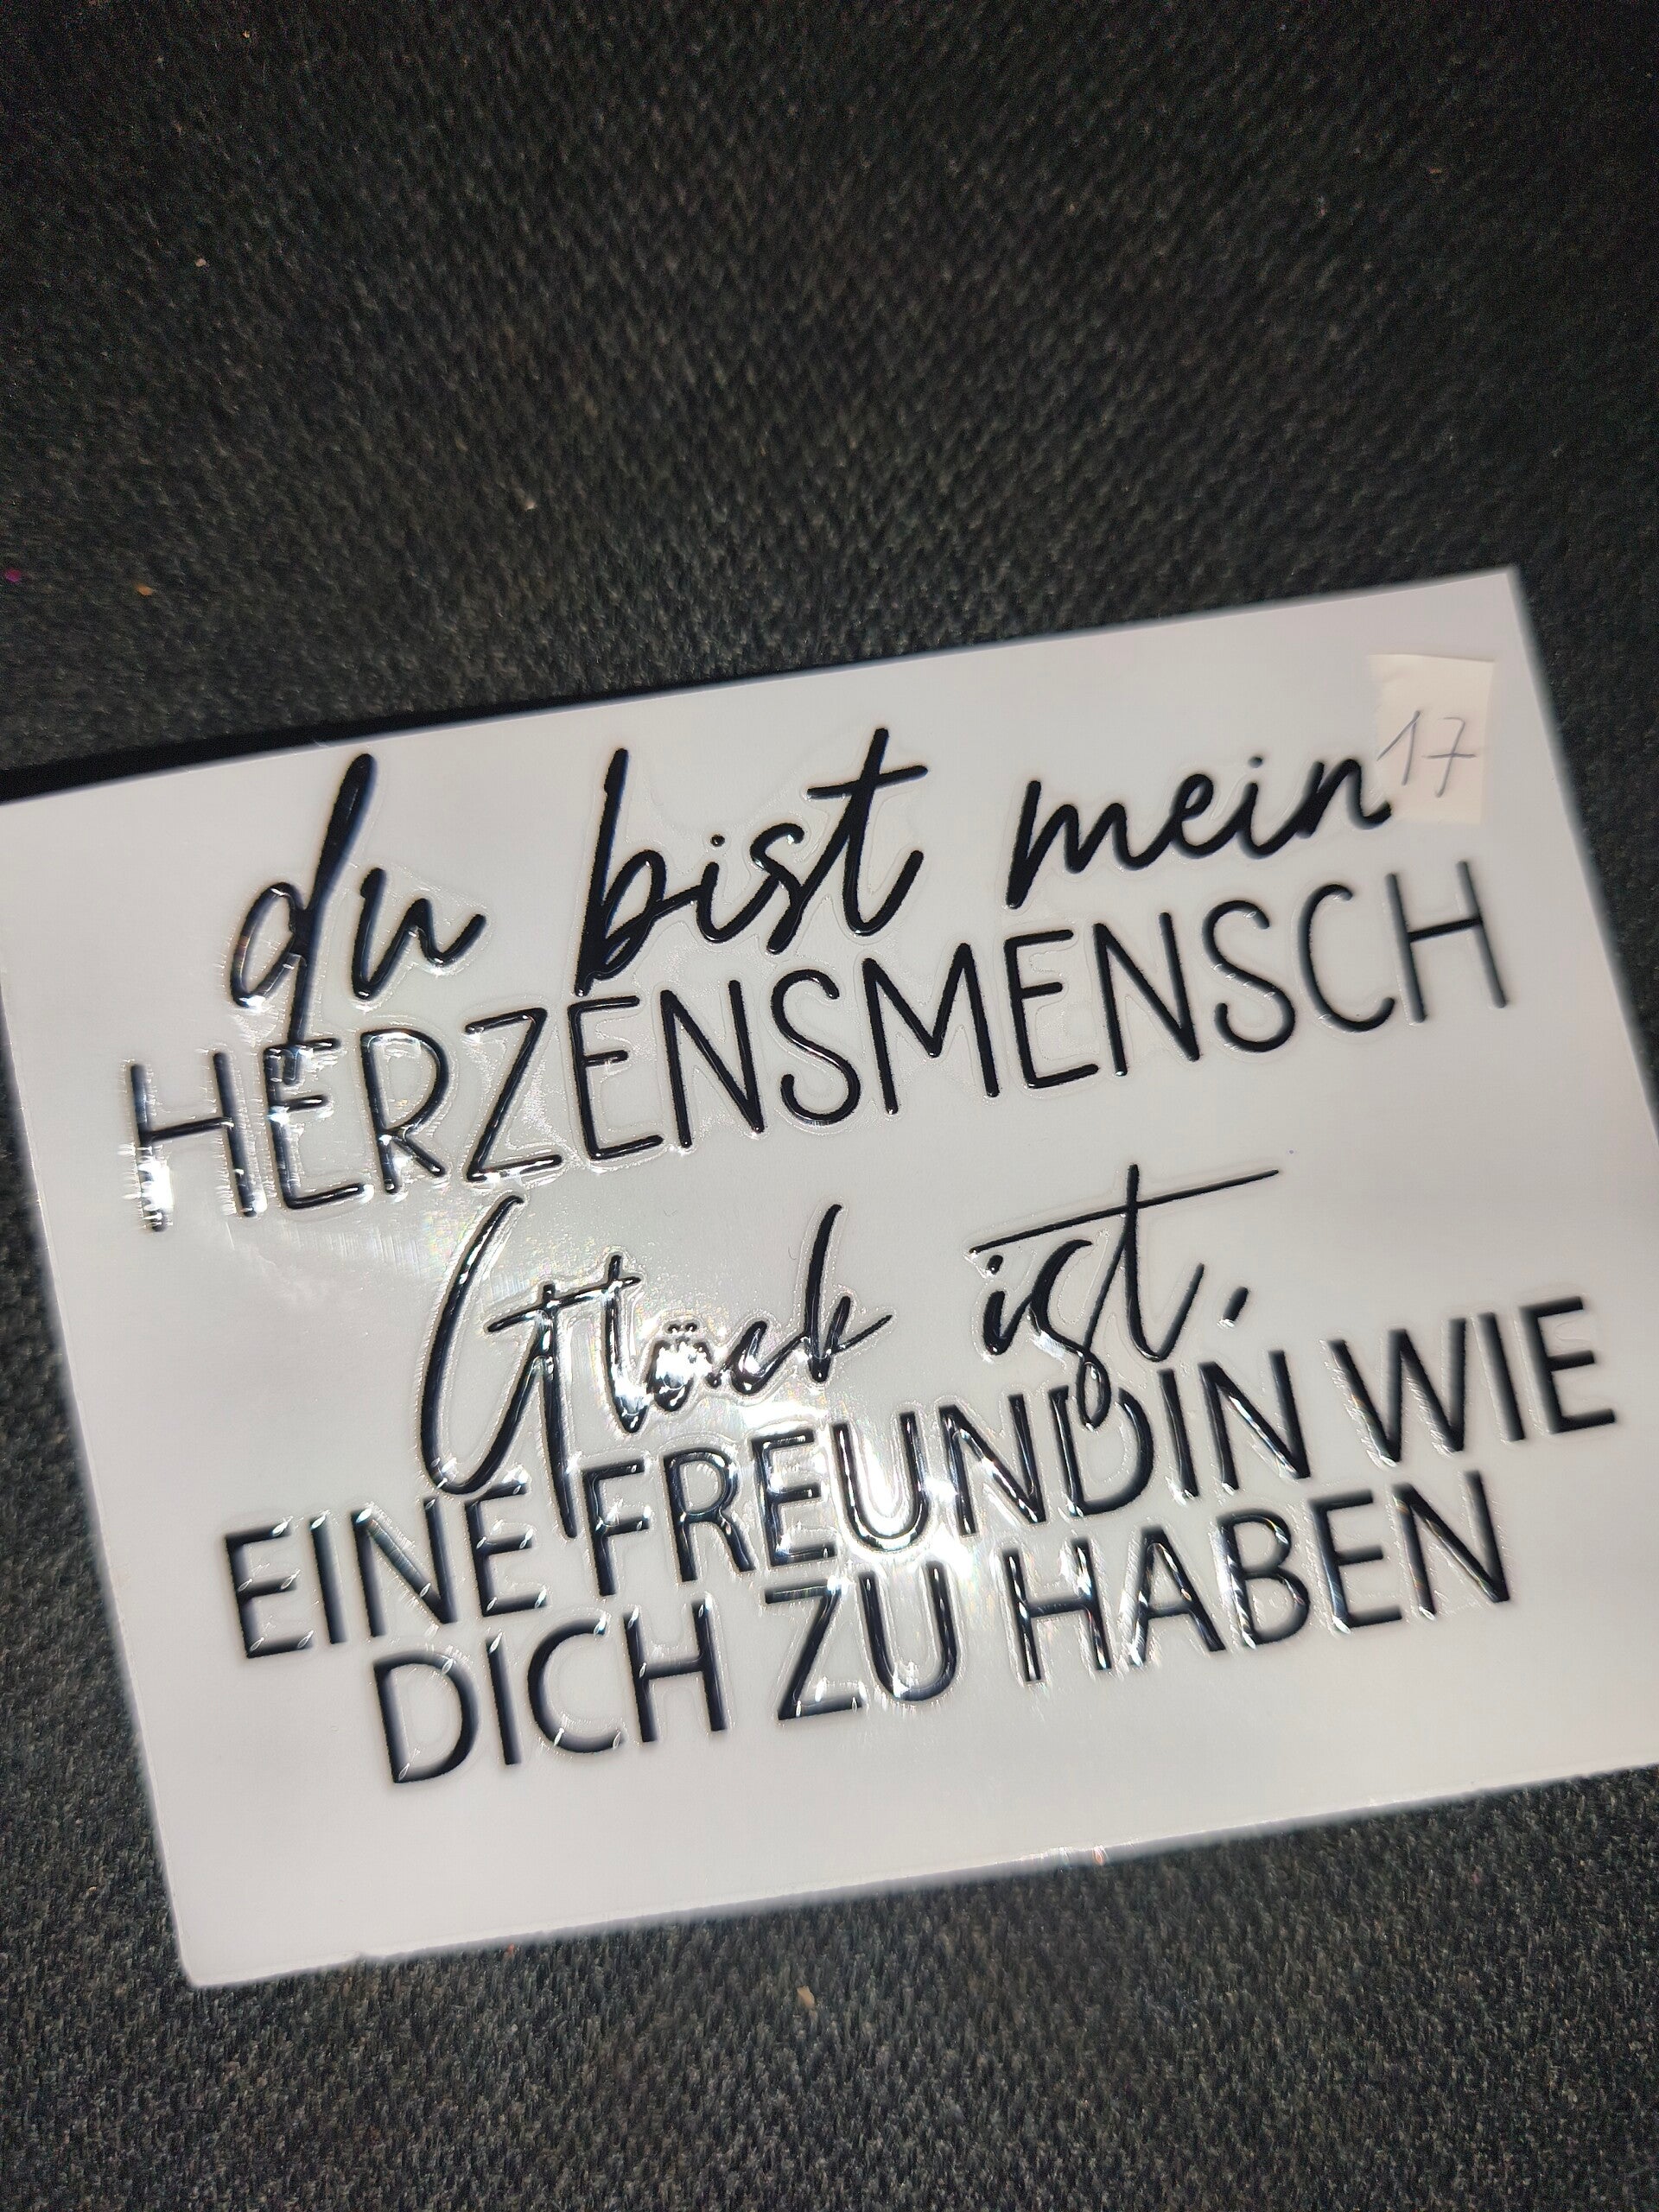 17
du bist mein
HERZENSMENSCH
Glück ist,
EINE FREUNDIN WIE
DICH ZU HABEN